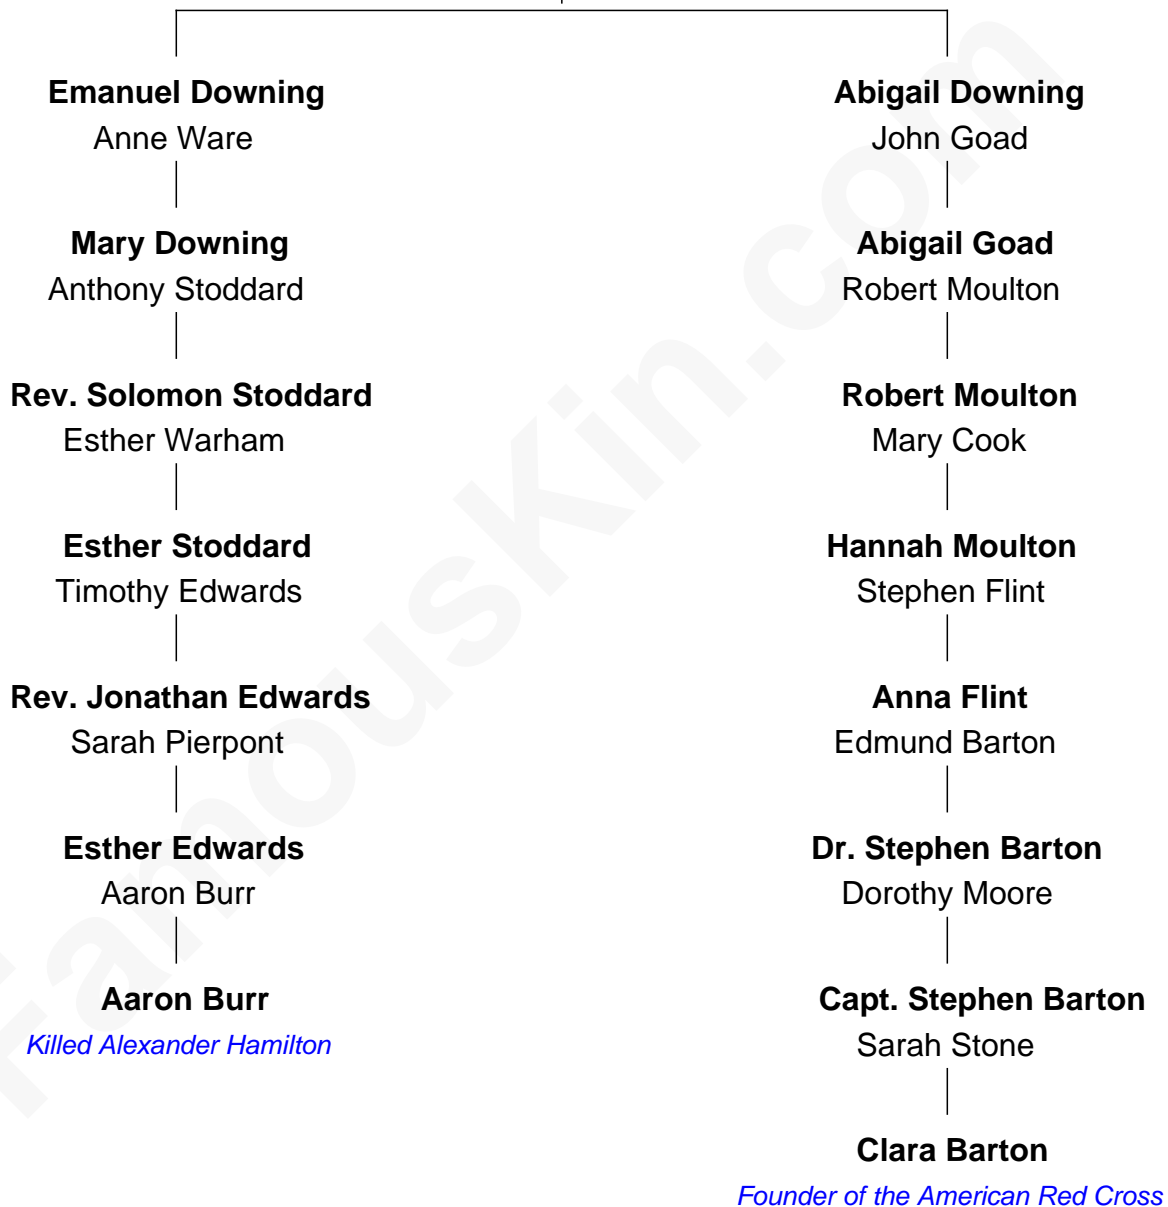 Emanuel Downing
Anne Ware
Mary Downing
Anthony Stoddard
Rev. Solomon Stoddard
Esther Warham
Esther Stoddard
Timothy Edwards
Rev. Jonathan Edwards
Sarah Pierpont
Esther Edwards
Aaron Burr
Aaron Burr
Killed Alexander Hamilton
Abigail Downing
John Goad
Abigail Goad
Robert Moulton
Robert Moulton
Mary Cook
Hannah Moulton
Stephen Flint
Anna Flint
Edmund Barton
Dr. Stephen Barton
Dorothy Moore
Capt. Stephen Barton
Sarah Stone
Clara Barton
Founder of the American Red Cross
FamousKin.com